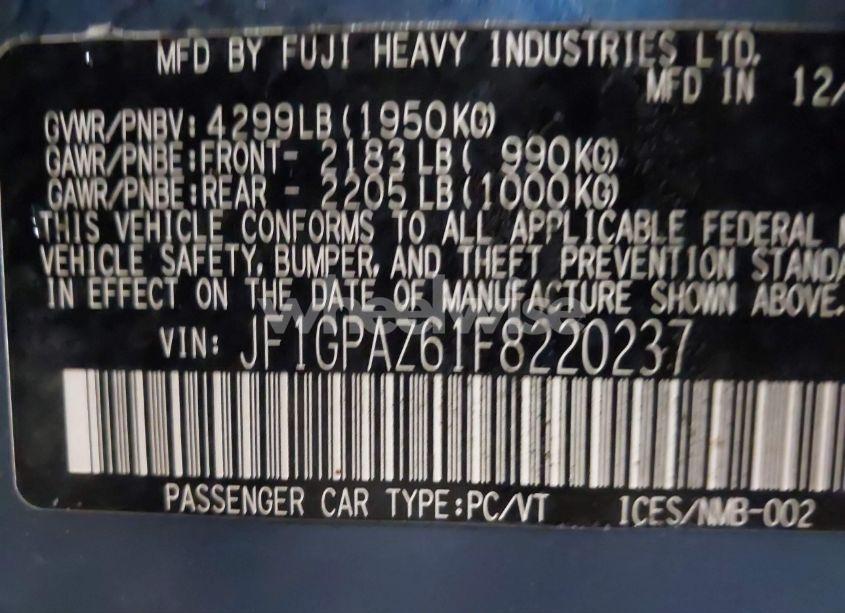 MFD BY FUJI HEAVY INDUSTRIES LTD.
MFD IN 12/
GVWR/PNBV: 4299LB(1950KG)
GAWR/PNBE:FRONT- 2183LB( 990KG)
GAWR/PNBE:REAR - 2205LB(1000KG)
THIS VEHICLE CONFORMS TO ALL APPLICABLE FEDERAL
VEHICLE SAFETY, BUMPER, AND THEFT PREVENTION STANDA
IN EFFECT ON THE DATE OF MANUFACTURE SHOWN ABOVE.
wheelwise
VIN: JF1GPAZ61F8220237
PASSENGER CAR TYPE:PC/VT ICES/NMB-002